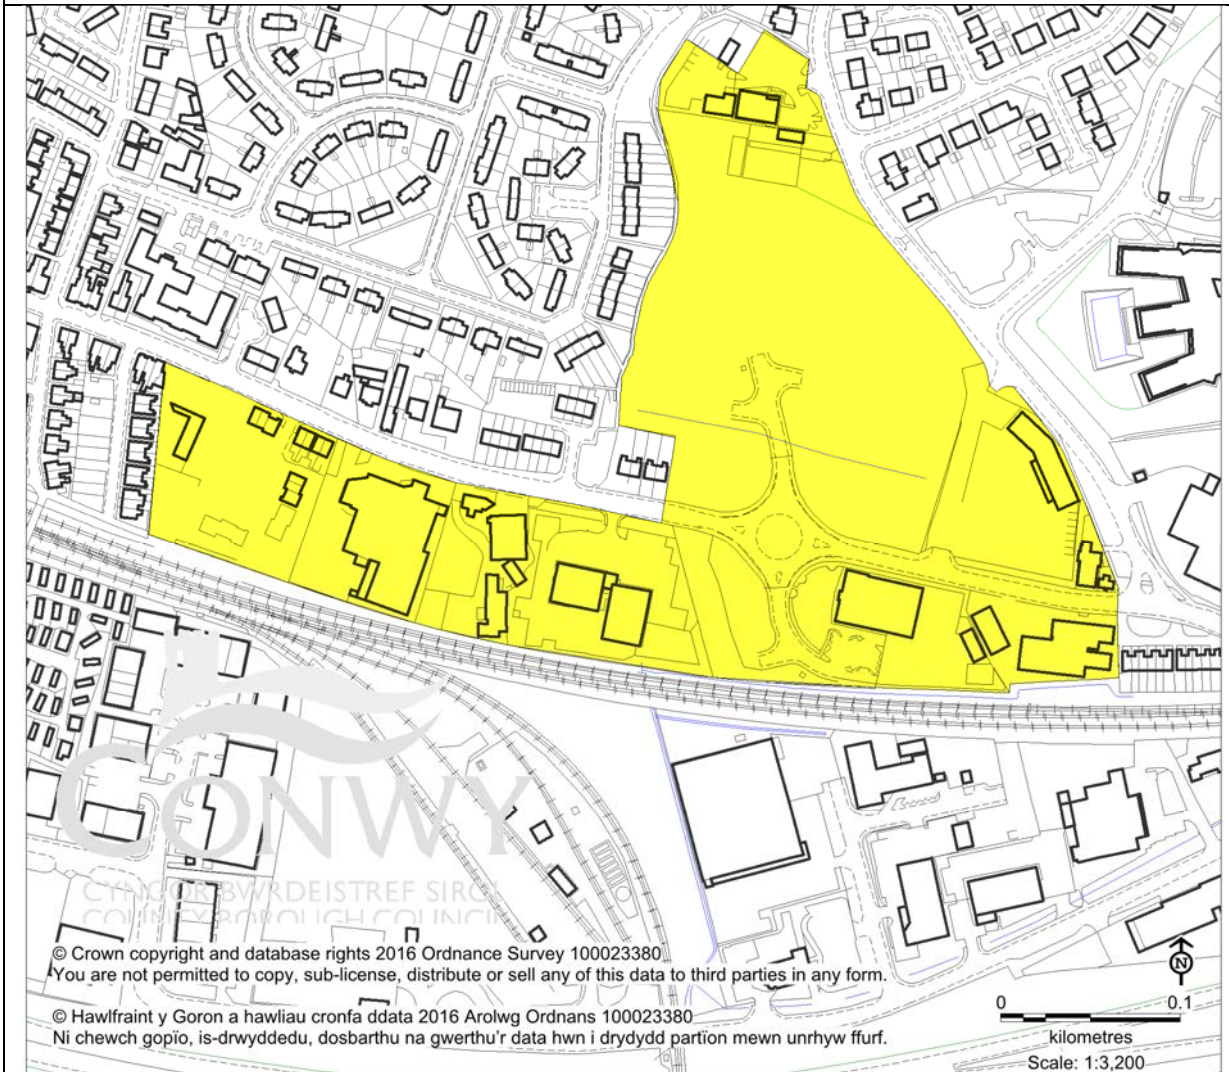 CONWY
CYNGOR BWRDEISTREF SIROL
COUNTY BOROUGH COUNCIL
© Crown copyright and database rights 2016 Ordnance Survey 100023380
You are not permitted to copy, sub-license, distribute or sell any of this data to third parties in any form.
© Hawlfraint y Goron a hawliau cronfa ddata 2016 Arolwg Ordnans 100023380
Ni chewch gopïo, is-drwyddedu, dosbarthu na gwerthu'r data hwn i drydydd partïon mewn unrhyw ffurf.
N
0 0.1
kilometres
Scale: 1:3,200